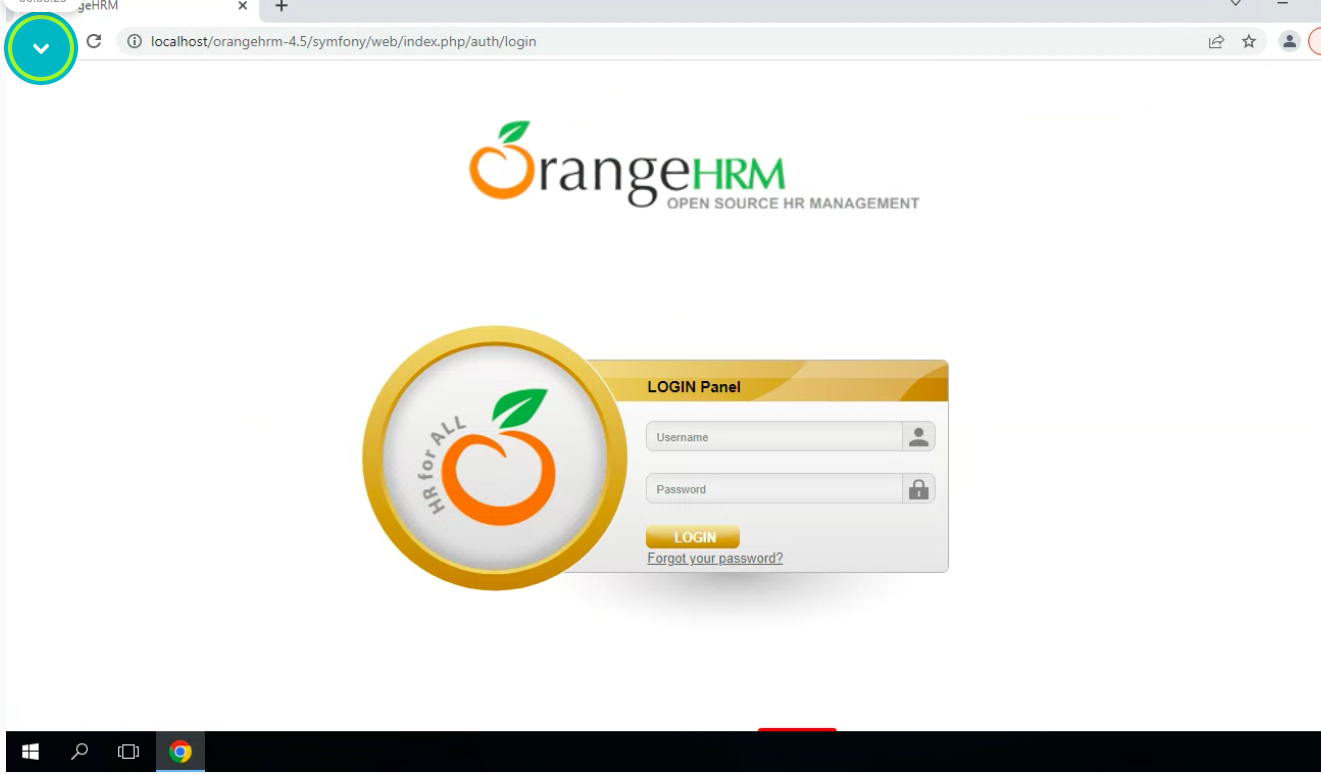 geHRM
localhost/orangehrm-4.5/symfony/web/index.php/auth/login
OrangeHRM
OPEN SOURCE HR MANAGEMENT
HR for ALL
LOGIN Panel
Username
Password
LOGIN
Forgot your password?